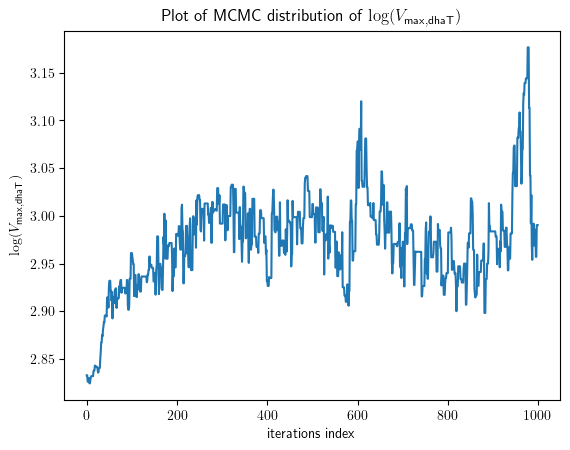 Plot of MCMC distribution of log(V_max,dhaT)
log(V_max,dhaT)
3.15
3.10
3.05
3.00
2.95
2.90
2.85
0 200 400 600 800 1000
iterations index